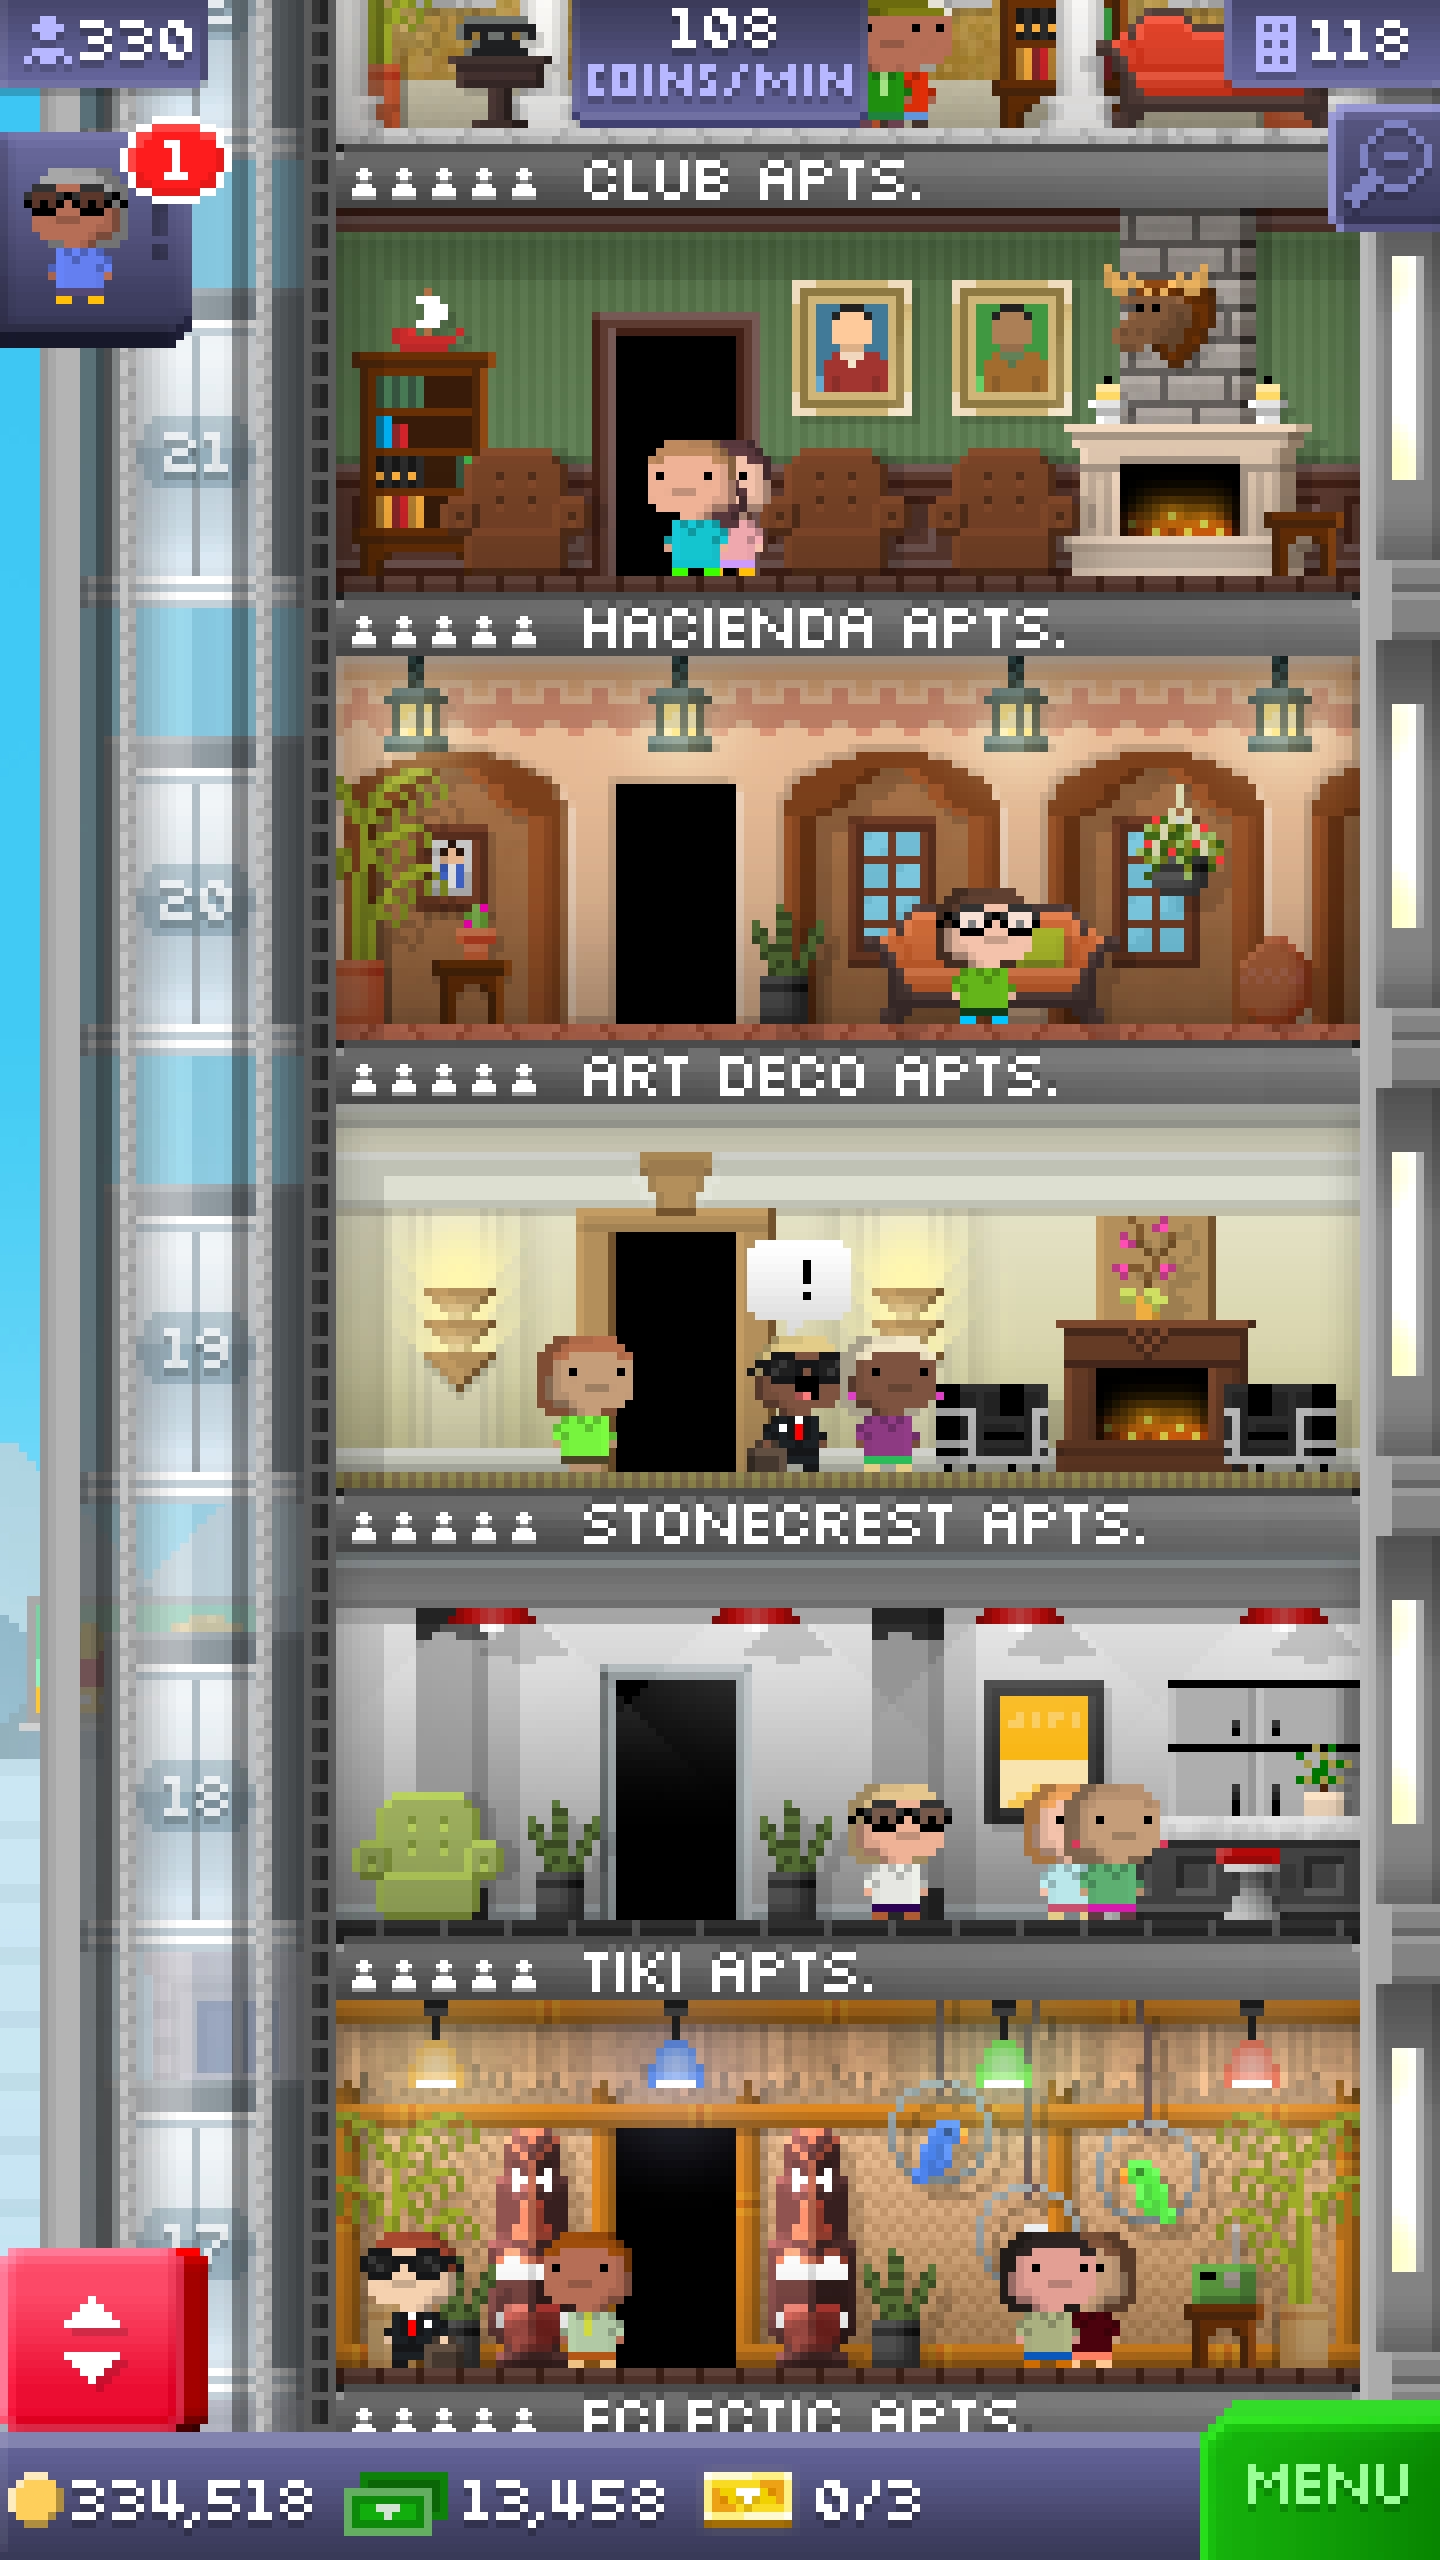 330
108
COINS/MIN
118
1
!
CLUB APTS.
21
HACIENDA APTS.
20
ART DECO APTS.
!
19
STONECREST APTS.
18
TIKI APTS.
17
ECLECTIC APTS.
334,518
13,458
0/3
MENU